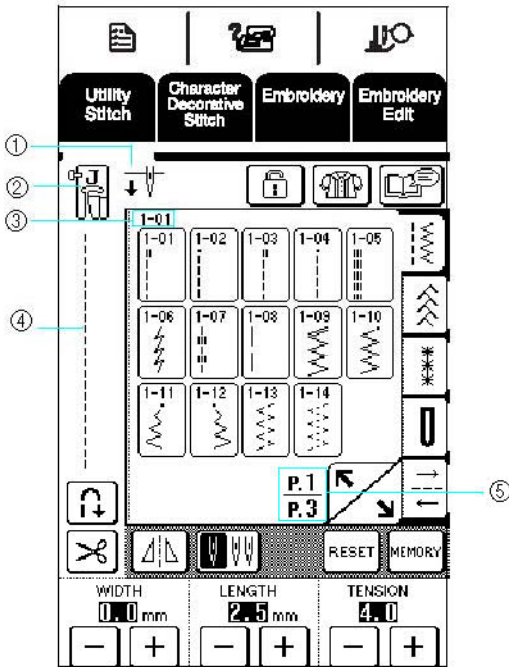 Utility Stitch
Character Decorative Stitch
Embroidery
Embroidery Edit
①
② J
③ 1-01
1-01 1-02 1-03 1-04 1-05
1-06 1-07 1-08 1-09 1-10
④
1-11 1-12 1-13 1-14
P.1
P.3
⑤
RESET MEMORY
WIDTH LENGTH TENSION
0.0 mm 2.5 mm 4.0
− + − + − +